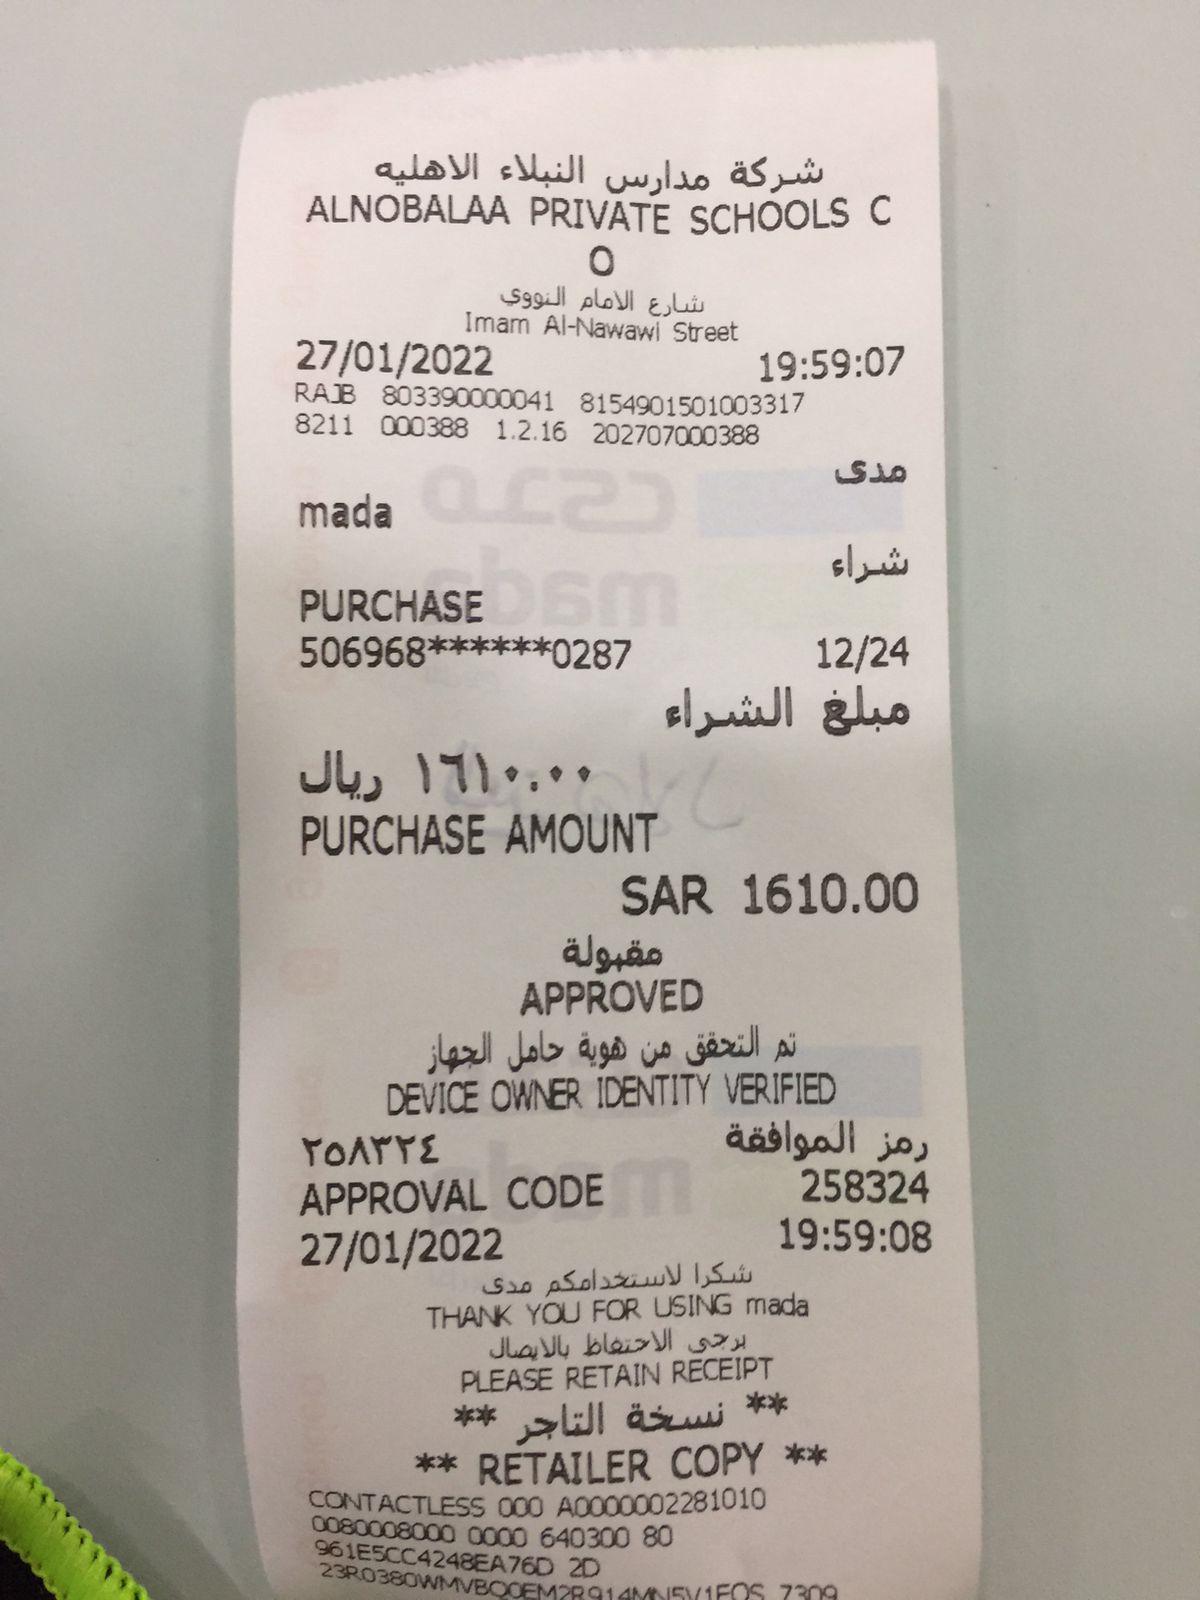 شركة مدارس النبلاء الاهليه
ALNOBALAA PRIVATE SCHOOLS C
O
شارع الامام النووي
Imam Al-Nawawi Street
27/01/2022 19:59:07
RAJB 803390000041 8154901501003317
8211 000388 1.2.16 202707000388
مدى
mada
شراء
PURCHASE
506968******0287 12/24
مبلغ الشراء
١٦١٠.٠٠ ريال
PURCHASE AMOUNT
SAR 1610.00
مقبولة
APPROVED
تم التحقق من هوية حامل الجهاز
DEVICE OWNER IDENTITY VERIFIED
رمز الموافقة ٢٥٨٣٢٤
APPROVAL CODE 258324
27/01/2022 19:59:08
شكرا لاستخدامكم مدى
THANK YOU FOR USING mada
يرجى الاحتفاظ بالايصال
PLEASE RETAIN RECEIPT
** نسخة التاجر **
** RETAILER COPY **
CONTACTLESS 000 A0000002281010
0080008000 0000 640300 80
961E5CC4248EA76D 2D
7309